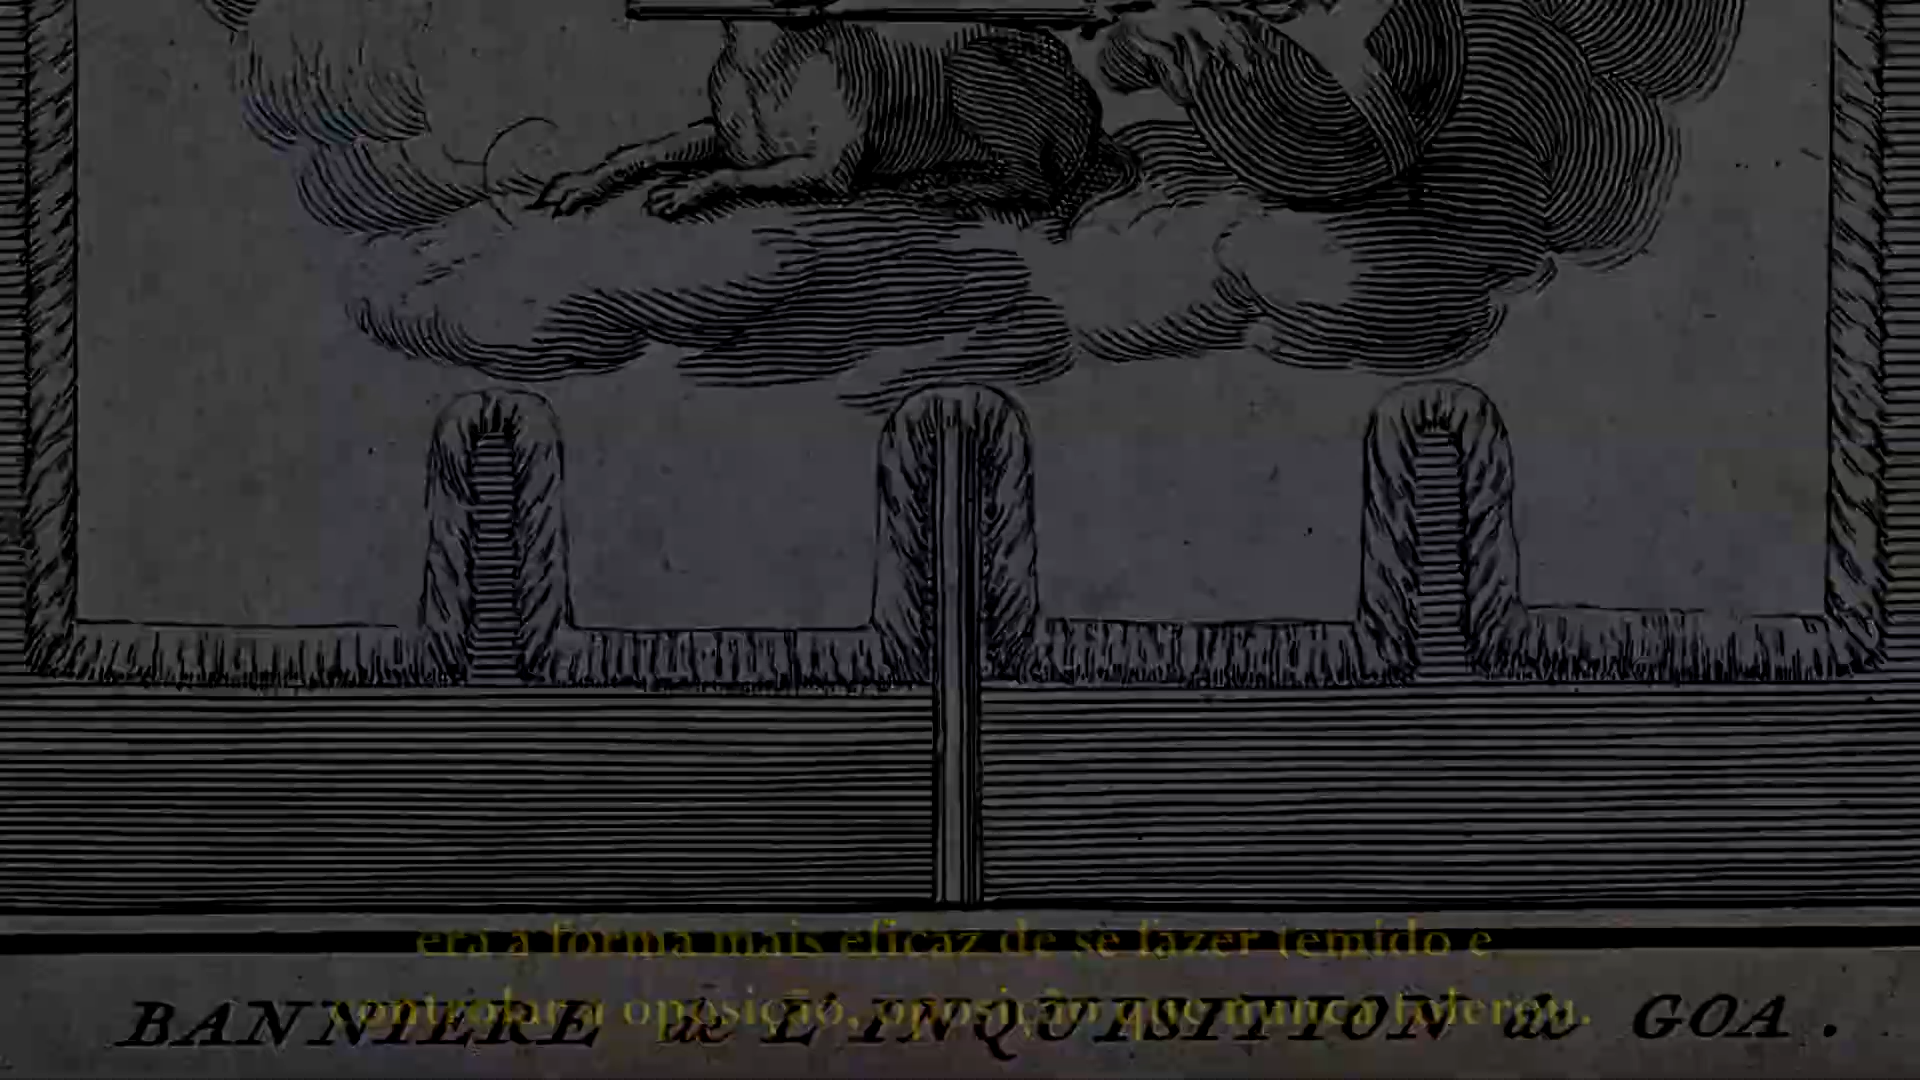 era a forma mais eficaz de se fazer temido e
controlar a oposição, oposição que nunca tolerou.
BANNIERE de L'INQUISITION de GOA.